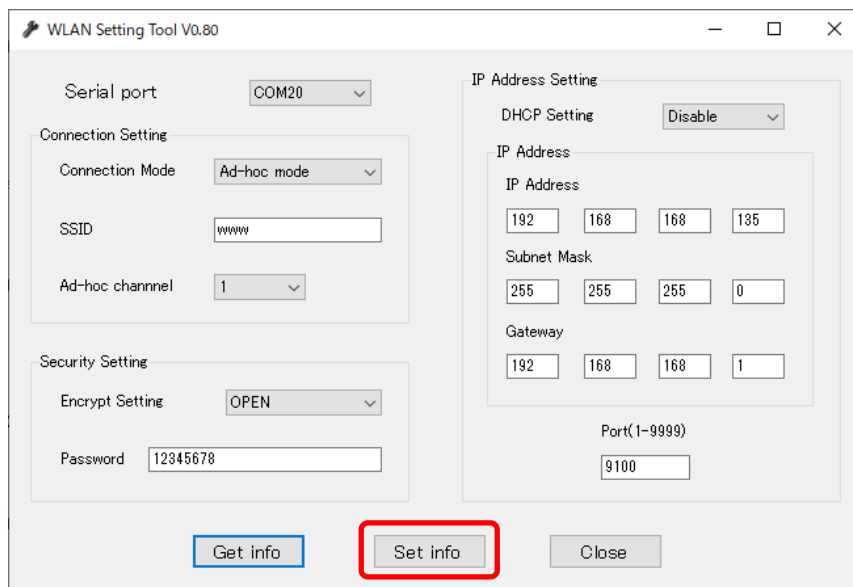 WLAN Setting Tool V0.80
Serial port COM20
Connection Setting
Connection Mode Ad-hoc mode
SSID www
Ad-hoc channnel 1
Security Setting
Encrypt Setting OPEN
Password 12345678
IP Address Setting
DHCP Setting Disable
IP Address
IP Address
192 168 168 135
Subnet Mask
255 255 255 0
Gateway
192 168 168 1
Port(1-9999)
9100
Get info Set info Close